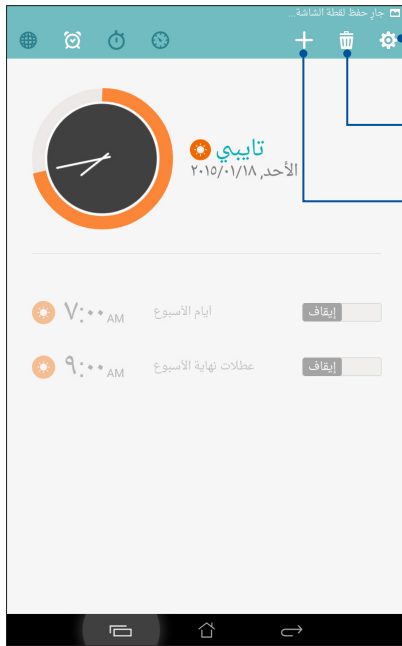 جارٍ حفظ لقطة الشاشة...
تايبي
الأحد, ٢٠١٥/٠١/١٨
٧:٠٠ AM أيام الأسبوع إيقاف
٩:٠٠ AM عطلات نهاية الأسبوع إيقاف